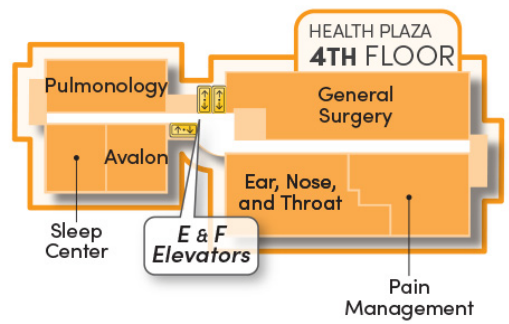 HEALTH PLAZA
4TH FLOOR
Pulmonology
General
Surgery
Avalon
Ear, Nose,
and Throat
Sleep
Center
E & F
Elevators
Pain
Management